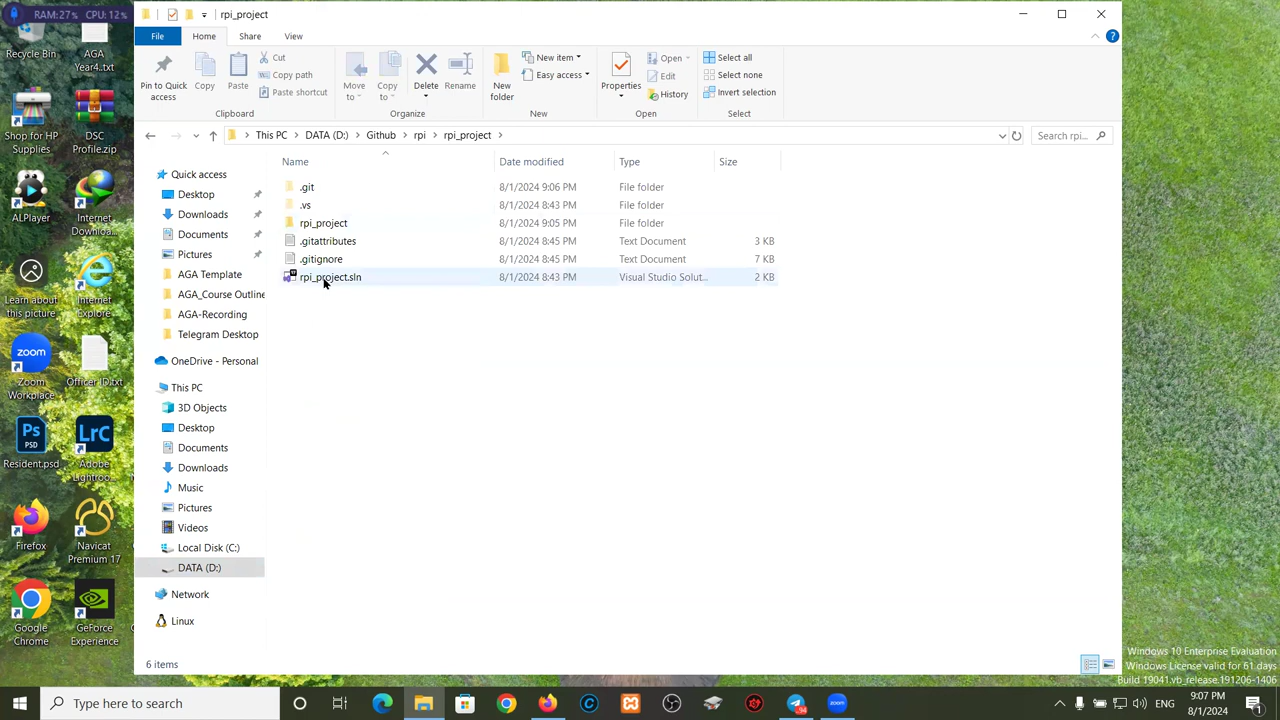 RAM:27% CPU:12%
rpi_project
File
Home
Share
View
Pin to Quick access
Copy
Paste
Cut
Copy path
Paste shortcut
Clipboard
Move to
Copy to
Delete
Rename
Organize
New folder
New item
Easy access
New
Properties
Open
Edit
History
Open
Select all
Select none
Invert selection
Select
This PC > DATA (D:) > Github > rpi > rpi_project >
Search rpi...
Name Date modified Type Size
.git 8/1/2024 9:06 PM File folder
.vs 8/1/2024 8:43 PM File folder
rpi_project 8/1/2024 9:05 PM File folder
.gitattributes 8/1/2024 8:45 PM Text Document 3 KB
.gitignore 8/1/2024 8:45 PM Text Document 7 KB
rpi_project.sln 8/1/2024 8:43 PM Visual Studio Solut... 2 KB
Quick access
Desktop
Downloads
Documents
Pictures
AGA Template
AGA_Course Outline
AGA-Recording
Telegram Desktop
OneDrive - Personal
This PC
3D Objects
Desktop
Documents
Downloads
Music
Pictures
Videos
Local Disk (C:)
DATA (D:)
Network
Linux
6 items
Recycle Bin
AGA Year4..txt
Shop for HP Supplies
DSC Profile.zip
ALPlayer
Internet Downloa...
Learn about this picture
Internet Explore
Zoom Workplace
Officer ID.txt
Resident.psd
Adobe Lightroo...
Firefox
Navicat Premium 17
Google Chrome
GeForce Experience
zoom
Ps
PSD
LrC
Windows 10 Enterprise Evaluation
Windows License valid for 61 days
Build 19041.vb_release.191206-1406
Type here to search
94
zoom
ENG
09:07 PM
8/1/2024
1